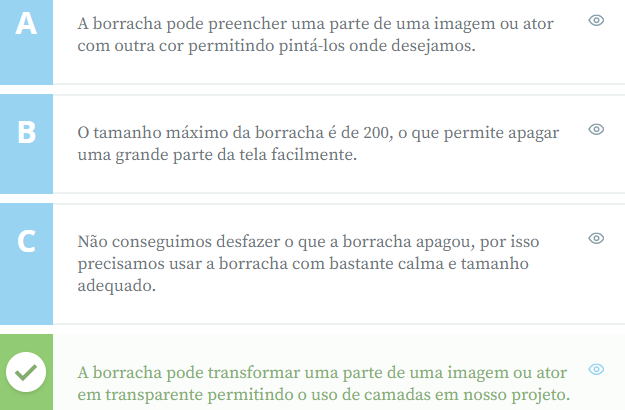 A
A borracha pode preencher uma parte de uma imagem ou ator
com outra cor permitindo pintá-los onde desejamos.
B
O tamanho máximo da borracha é de 200, o que permite apagar
uma grande parte da tela facilmente.
C
Não conseguimos desfazer o que a borracha apagou, por isso
precisamos usar a borracha com bastante calma e tamanho
adequado.
A borracha pode transformar uma parte de uma imagem ou ator
em transparente permitindo o uso de camadas em nosso projeto.